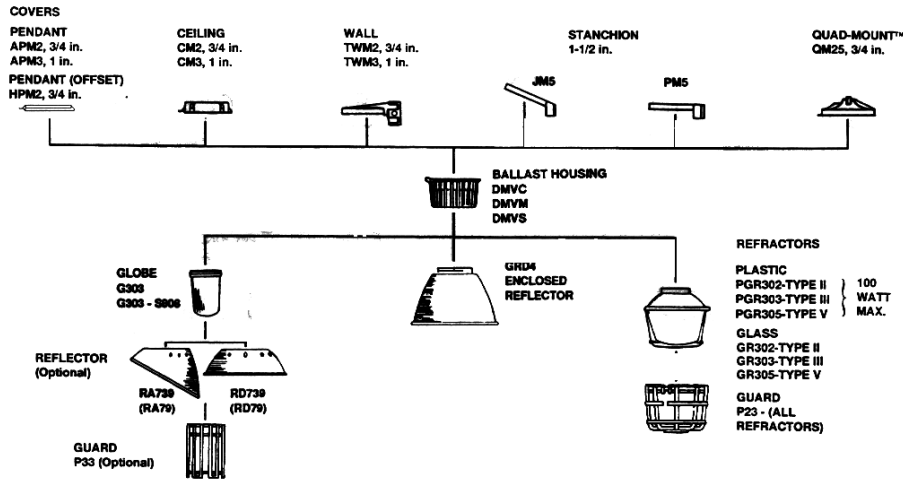 COVERS
PENDANT
APM2, 3/4 in.
APM3, 1 in.
PENDANT (OFFSET)
HPM2, 3/4 in.
CEILING
CM2, 3/4 in.
CM3, 1 in.
WALL
TWM2, 3/4 in.
TWM3, 1 in.
STANCHION
1-1/2 in.
JM5
PM5
QUAD-MOUNT™
QM25, 3/4 in.
BALLAST HOUSING
DMVC
DMVM
DMVS
GLOBE
G303
G303 - S906
GRD4
ENCLOSED
REFLECTOR
REFRACTORS
PLASTIC
PGR302-TYPE II } 100
PGR303-TYPE III } WATT
PGR305-TYPE V } MAX.
GLASS
GR302-TYPE II
GR303-TYPE III
GR305-TYPE V
REFLECTOR
(Optional)
RA739
(RA79)
RD739
(RD79)
GUARD
P33 (Optional)
GUARD
P23 - (ALL
REFRACTORS)